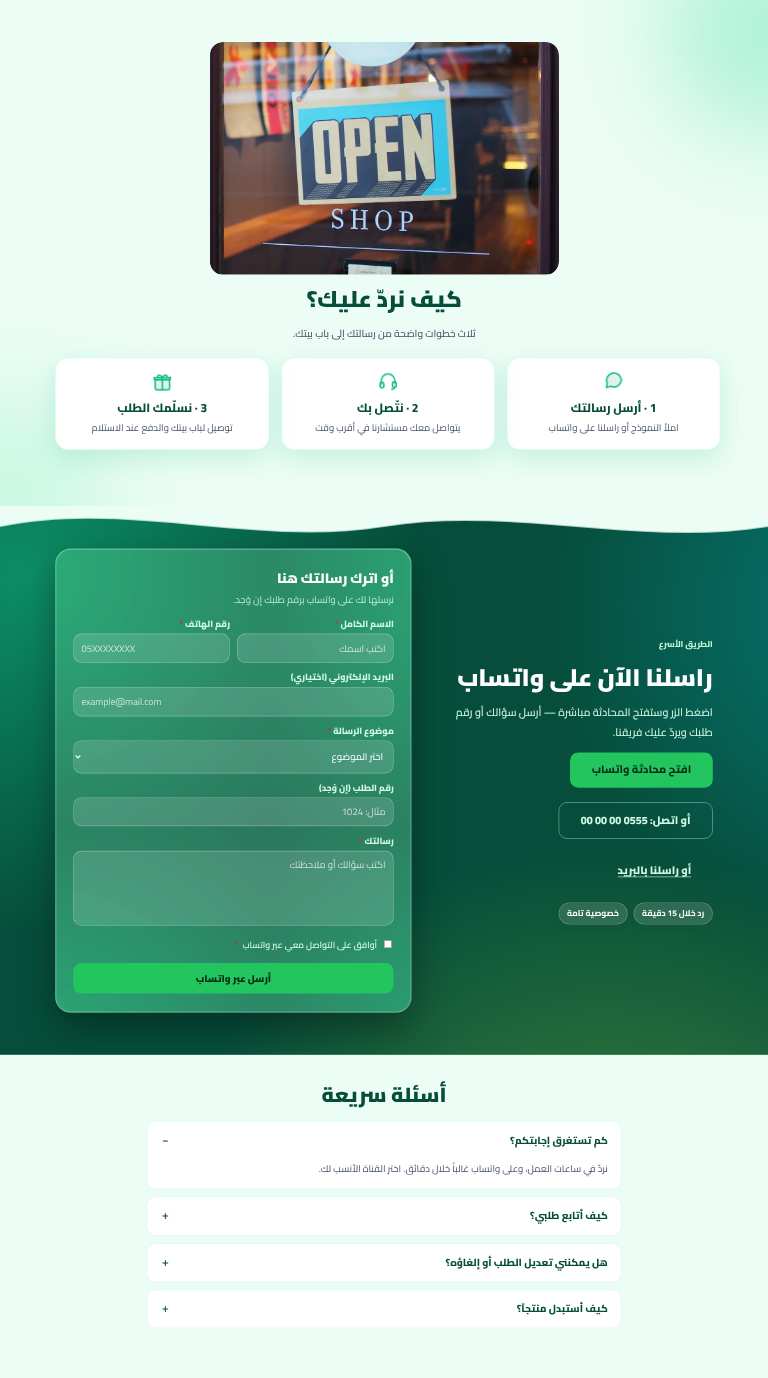 OPEN
SHOP
كيف نردّ عليك؟
ثلاث خطوات واضحة من رسالتك إلى باب بيتك.
1 · أرسل رسالتك
املأ النموذج أو راسلنا على واتساب
2 · نتّصل بك
يتواصل معك مستشارنا في أقرب وقت
3 · نسلّمك الطلب
توصيل لباب بيتك والدفع عند الاستلام
الطريق الأسرع
راسلنا الآن على واتساب
اضغط الزر وستفتح المحادثة مباشرة — أرسل سؤالك أو رقم
طلبك ويردّ عليك فريقنا.
افتح محادثة واتساب
أو اتصل: 0555 00 00 00
أو راسلنا بالبريد
رد خلال 15 دقيقة
خصوصية تامة
أو اترك رسالتك هنا
نرسلها لك على واتساب برقم طلبك إن وُجد.
الاسم الكامل *
اكتب اسمك
رقم الهاتف *
05XXXXXXXX
البريد الإلكتروني (اختياري)
example@mail.com
موضوع الرسالة *
اختر الموضوع
رقم الطلب (إن وُجد)
مثال: 1024
رسالتك *
اكتب سؤالك أو ملاحظتك
أوافق على التواصل معي عبر واتساب *
أرسل عبر واتساب
أسئلة سريعة
كم تستغرق إجابتكم؟
−
نردّ في ساعات العمل، وعلى واتساب غالباً خلال دقائق. اختر القناة الأنسب لك.
كيف أتابع طلبي؟
+
هل يمكنني تعديل الطلب أو إلغاؤه؟
+
كيف أستبدل منتجاً؟
+